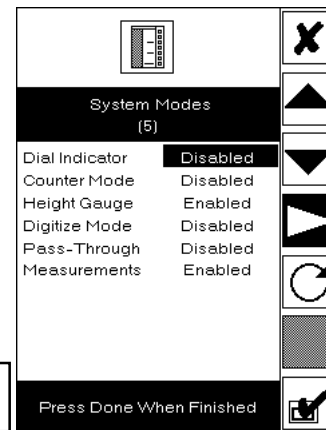 System Modes
(5)
Dial Indicator Disabled
Counter Mode Disabled
Height Gauge Enabled
Digitize Mode Disabled
Pass-Through Disabled
Measurements Enabled
Press Done When Finished